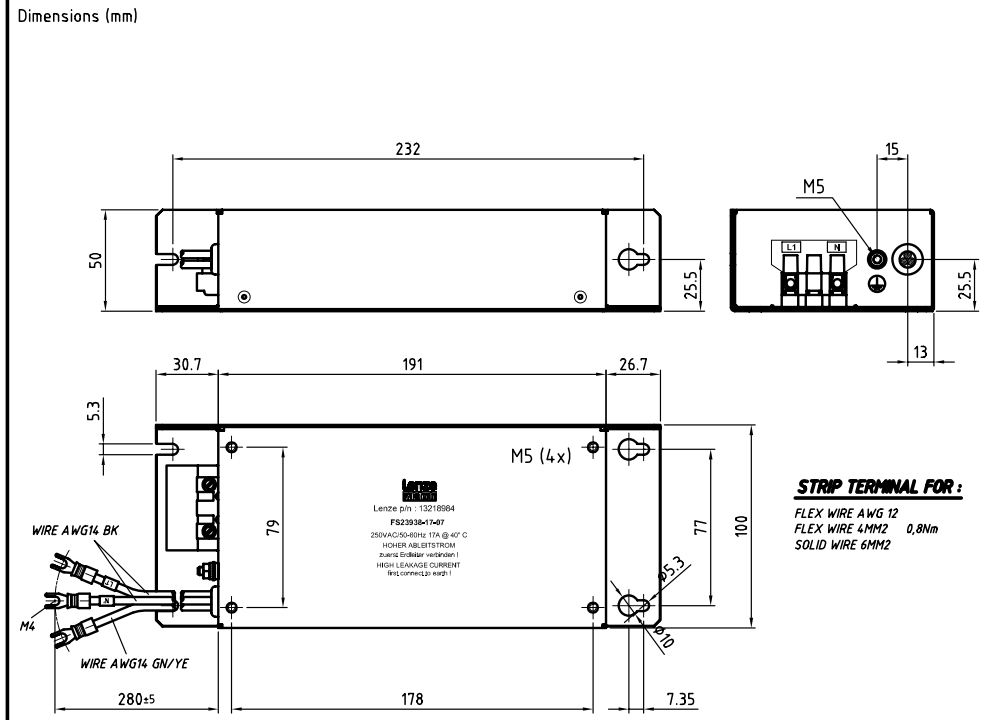 Dimensions (mm)
232
15
M5
L1
N
50
25.5
25.5
13
30.7
191
26.7
5.3
M5 (4x)
Lenze
Lenze p/n : 13218984
FS23938-17-07
250VAC/50-60Hz 17A @ 40° C
HOHER ABLEITSTROM
zuerst Erdleiter verbinden !
HIGH LEAKAGE CURRENT
first connect to earth !
79
77
100
STRIP TERMINAL FOR :
FLEX WIRE AWG 12
FLEX WIRE 4MM2 0,8Nm
SOLID WIRE 6MM2
WIRE AWG14 BK
L1
N
M4
WIRE AWG14 GN/YE
ø5.3
ø10
280±5
178
7.35